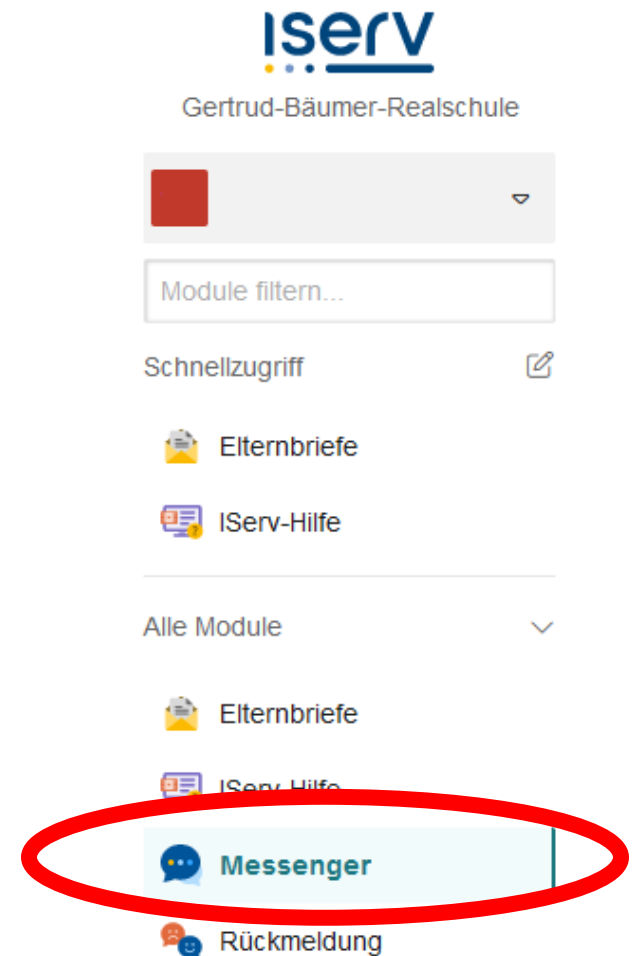 IServ
Gertrud-Bäumer-Realschule
Module filtern...
Schnellzugriff
Elternbriefe
IServ-Hilfe
Alle Module
Elternbriefe
IServ-Hilfe
Messenger
Rückmeldung